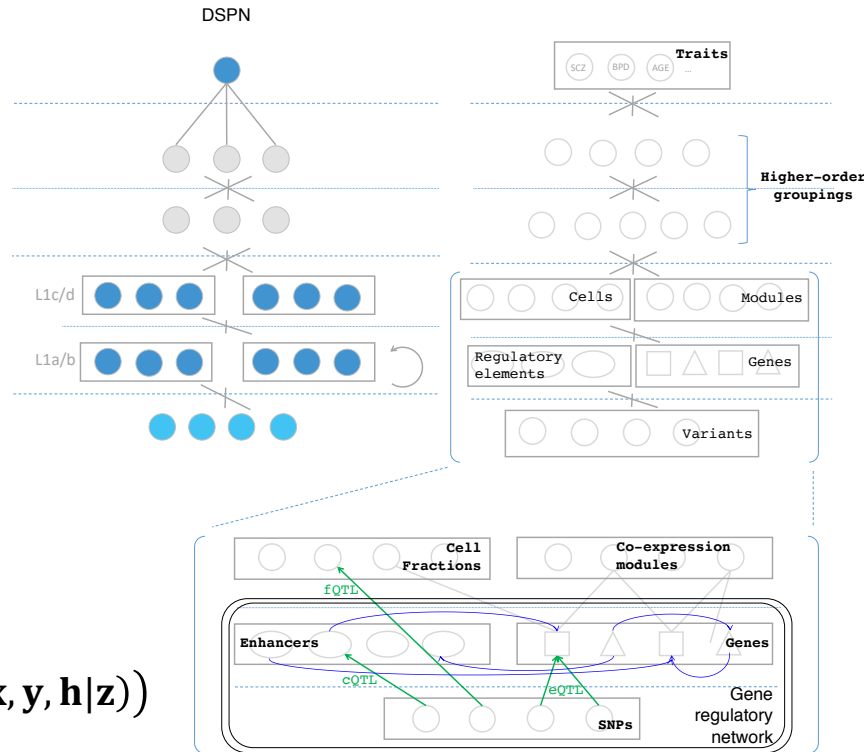 DSPN
Traits
SCZ BPD AGE ...
Higher-order
groupings
L1c/d
Cells
Modules
L1a/b
Regulatory
elements
Genes
Variants
Cell
Fractions
Co-expression
modules
fQTL
Enhancers
Genes
cQTL
eQTL
SNPs
Gene
regulatory
network
x, y, h|z))